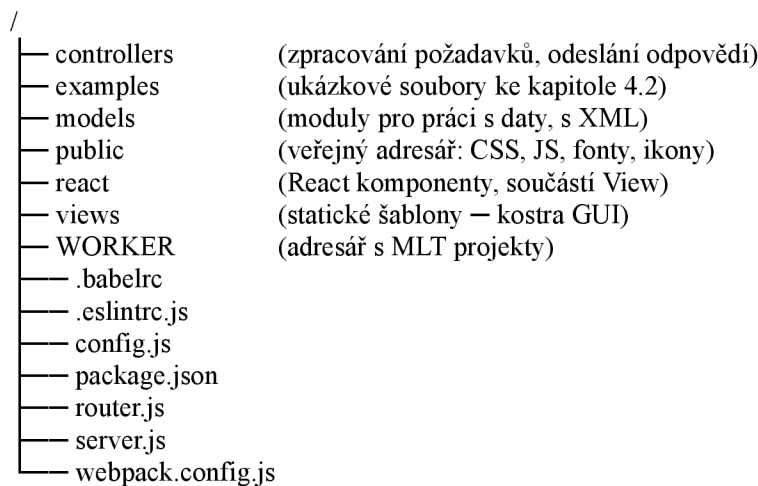 /
controllers (zpracování požadavků, odeslání odpovědí)
examples (ukázkové soubory ke kapitole 4.2)
models (moduly pro práci s daty, s XML)
public (veřejný adresář: CSS, JS, fonty, ikony)
react (React komponenty, součástí View)
views (statické šablony — kostra GUI)
WORKER (adresář s MLT projekty)
.babelrc
.eslintrc.js
config.js
package.json
router.js
server.js
webpack.config.js